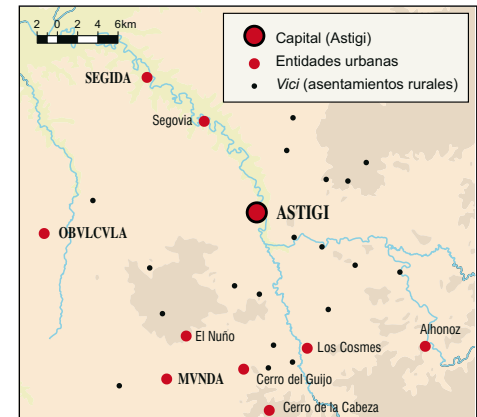 2 0 2 4 6km
Capital (Astigi)
Entidades urbanas
Vici (asentamientos rurales)
SEGIDA
Segovia
ASTIGI
OBVLCVLA
El Nuño
Los Cosmes
Alhonoz
MVNDA
Cerro del Guijo
Cerro de la Cabeza